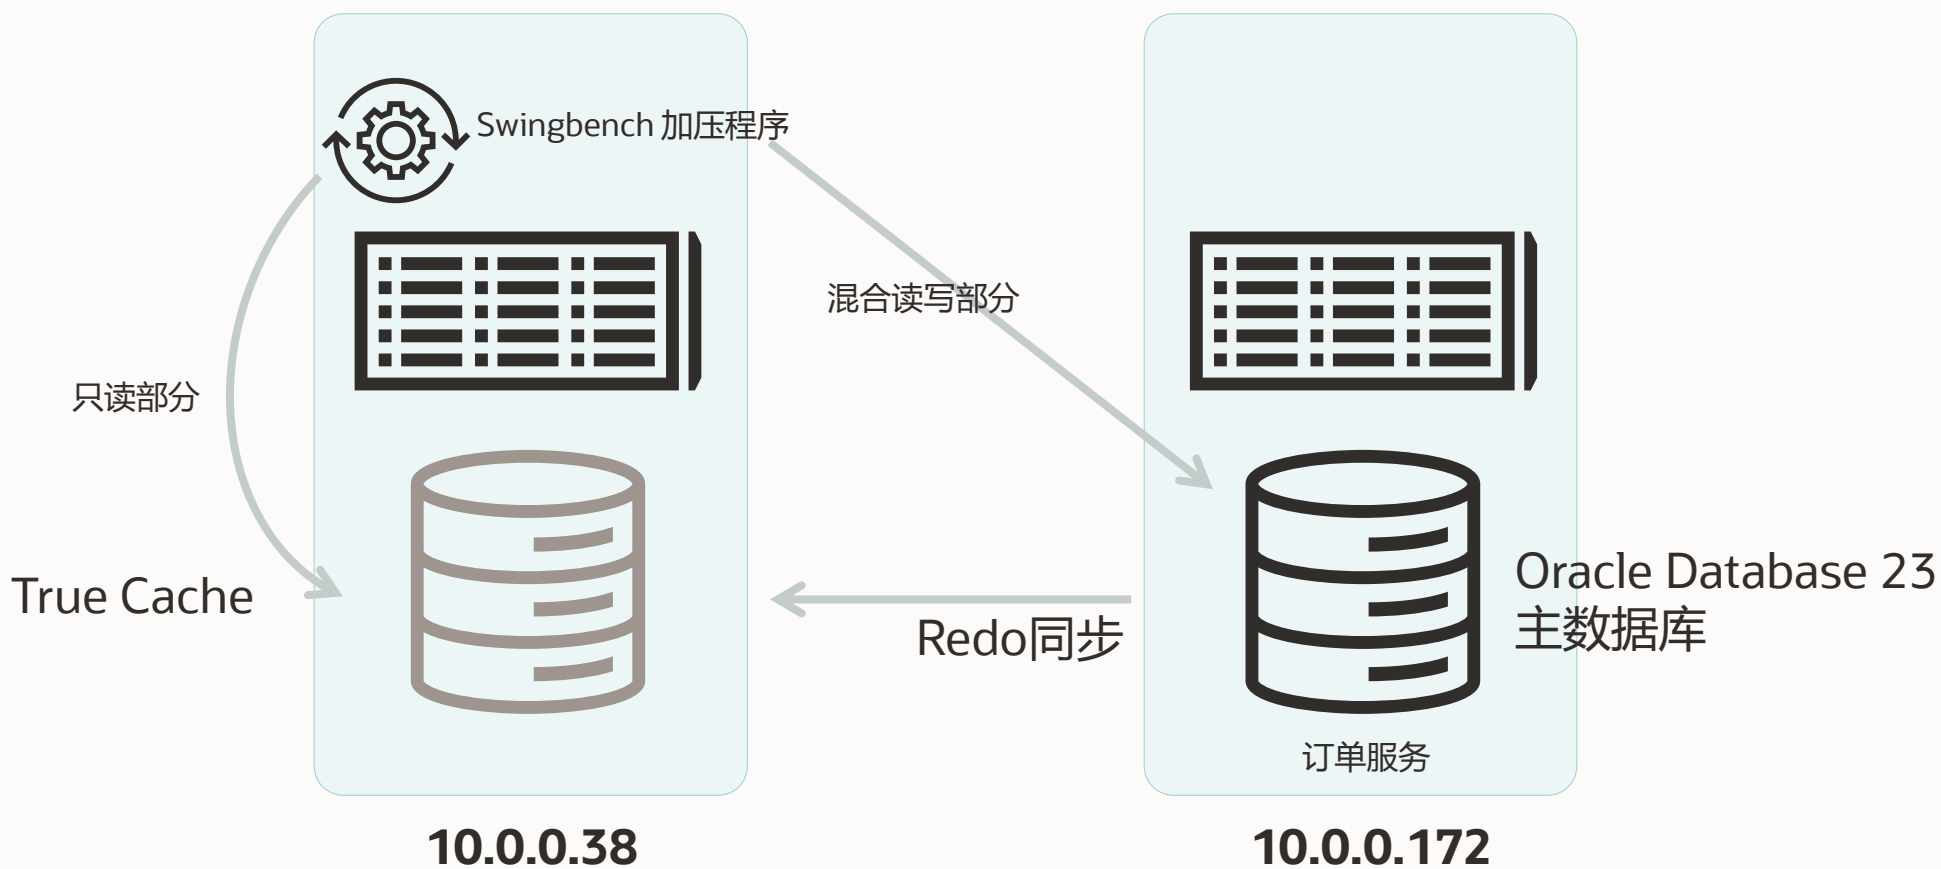 Swingbench 加压程序
混合读写部分
只读部分
True Cache
Redo同步
Oracle Database 23
主数据库
订单服务
10.0.0.38
10.0.0.172